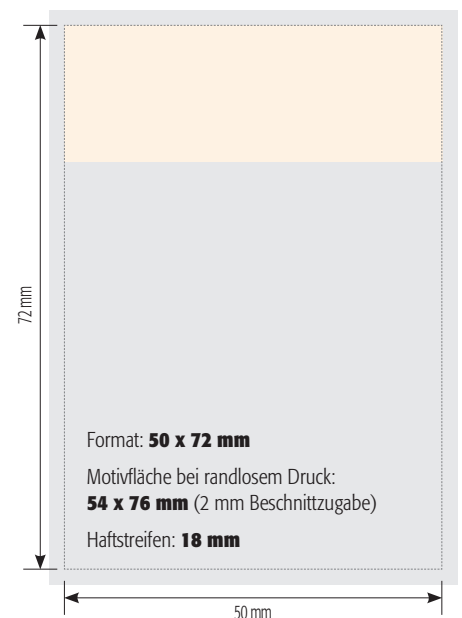 72 mm
Format: 50 x 72 mm
Motivfläche bei randlosem Druck:
54 x 76 mm (2 mm Beschnittzugabe)
Haftstreifen: 18 mm
50 mm